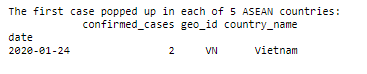 The first case popped up in each of 5 ASEAN countries:
confirmed_cases geo_id country_name
date
2020-01-24 2 VN Vietnam